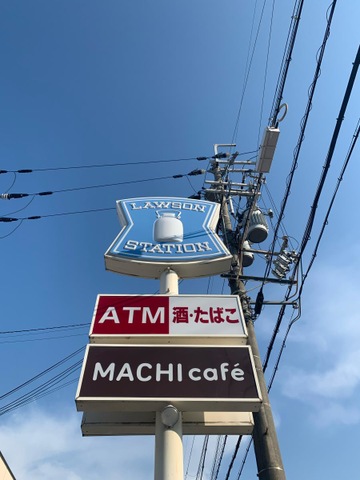 LAWSON
STATION
ATM 酒・たばこ
MACHI café